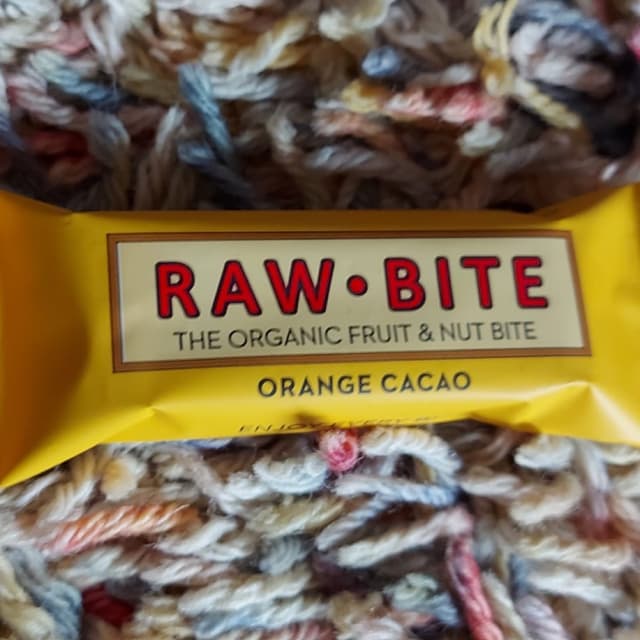 RAW•BITE
THE ORGANIC FRUIT & NUT BITE
ORANGE CACAO